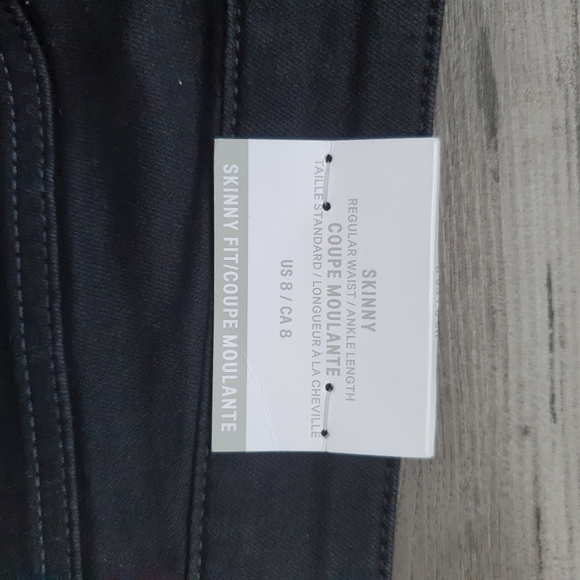 SKINNY
REGULAR WAIST / ANKLE LENGTH
COUPE MOULANTE
TAILLE STANDARD / LONGUEUR À LA CHEVILLE
US 8 / CA 8
SKINNY FIT/COUPE MOULANTE